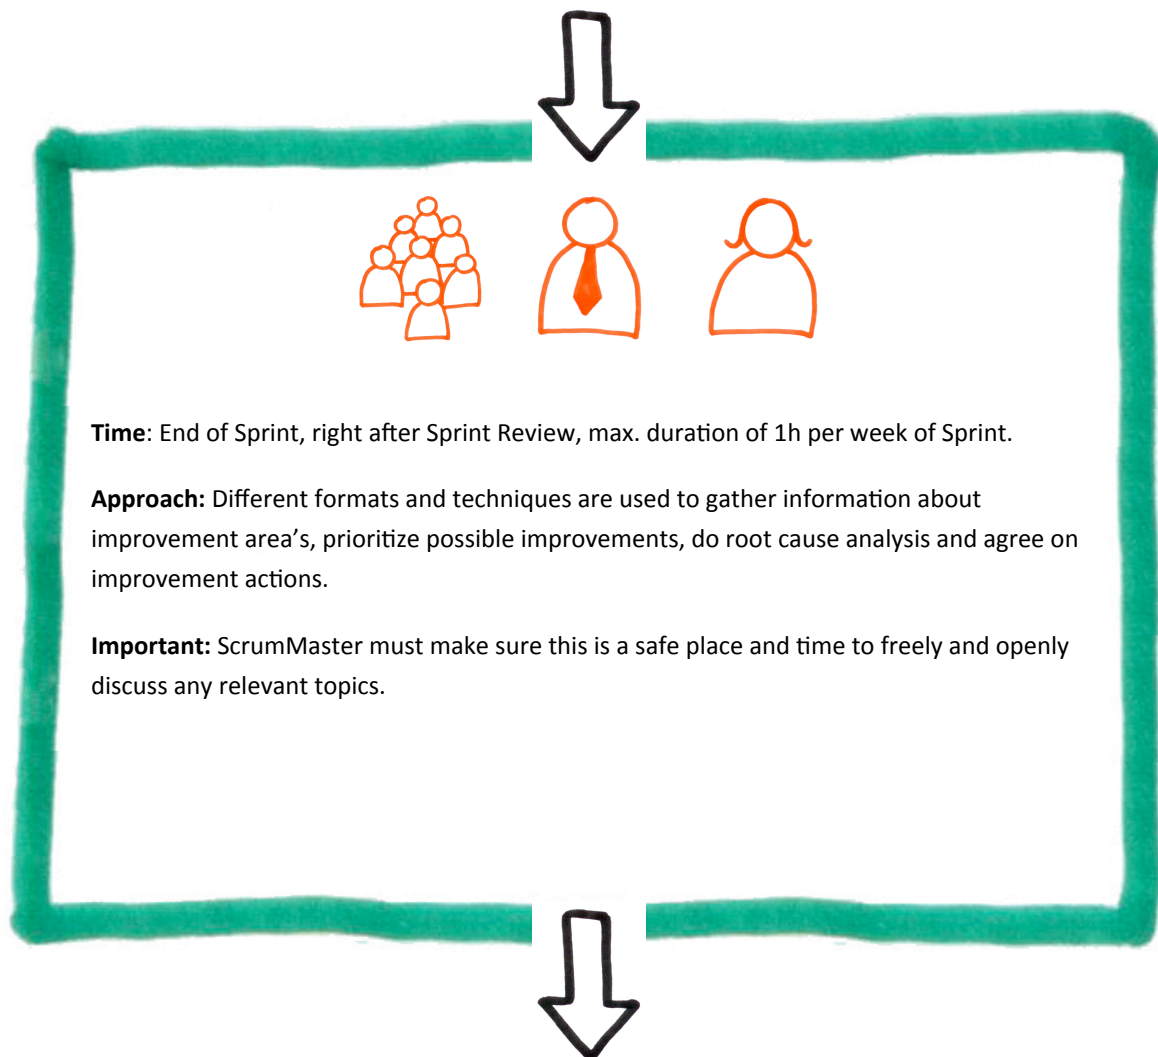 Time: End of Sprint, right after Sprint Review, max. duration of 1h per week of Sprint.
Approach: Different formats and techniques are used to gather information about
improvement area’s, prioritize possible improvements, do root cause analysis and agree on
improvement actions.
Important: ScrumMaster must make sure this is a safe place and time to freely and openly
discuss any relevant topics.